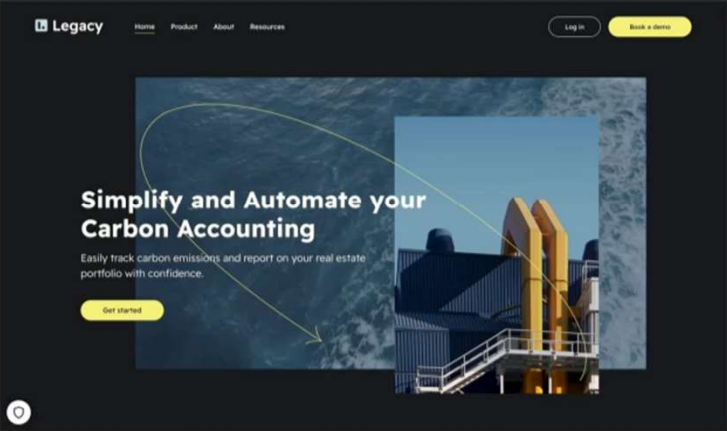 Legacy
Home Product About Resources
Log in
Book a demo
Simplify and Automate your
Carbon Accounting
Easily track carbon emissions and report on your real estate
portfolio with confidence.
Get started